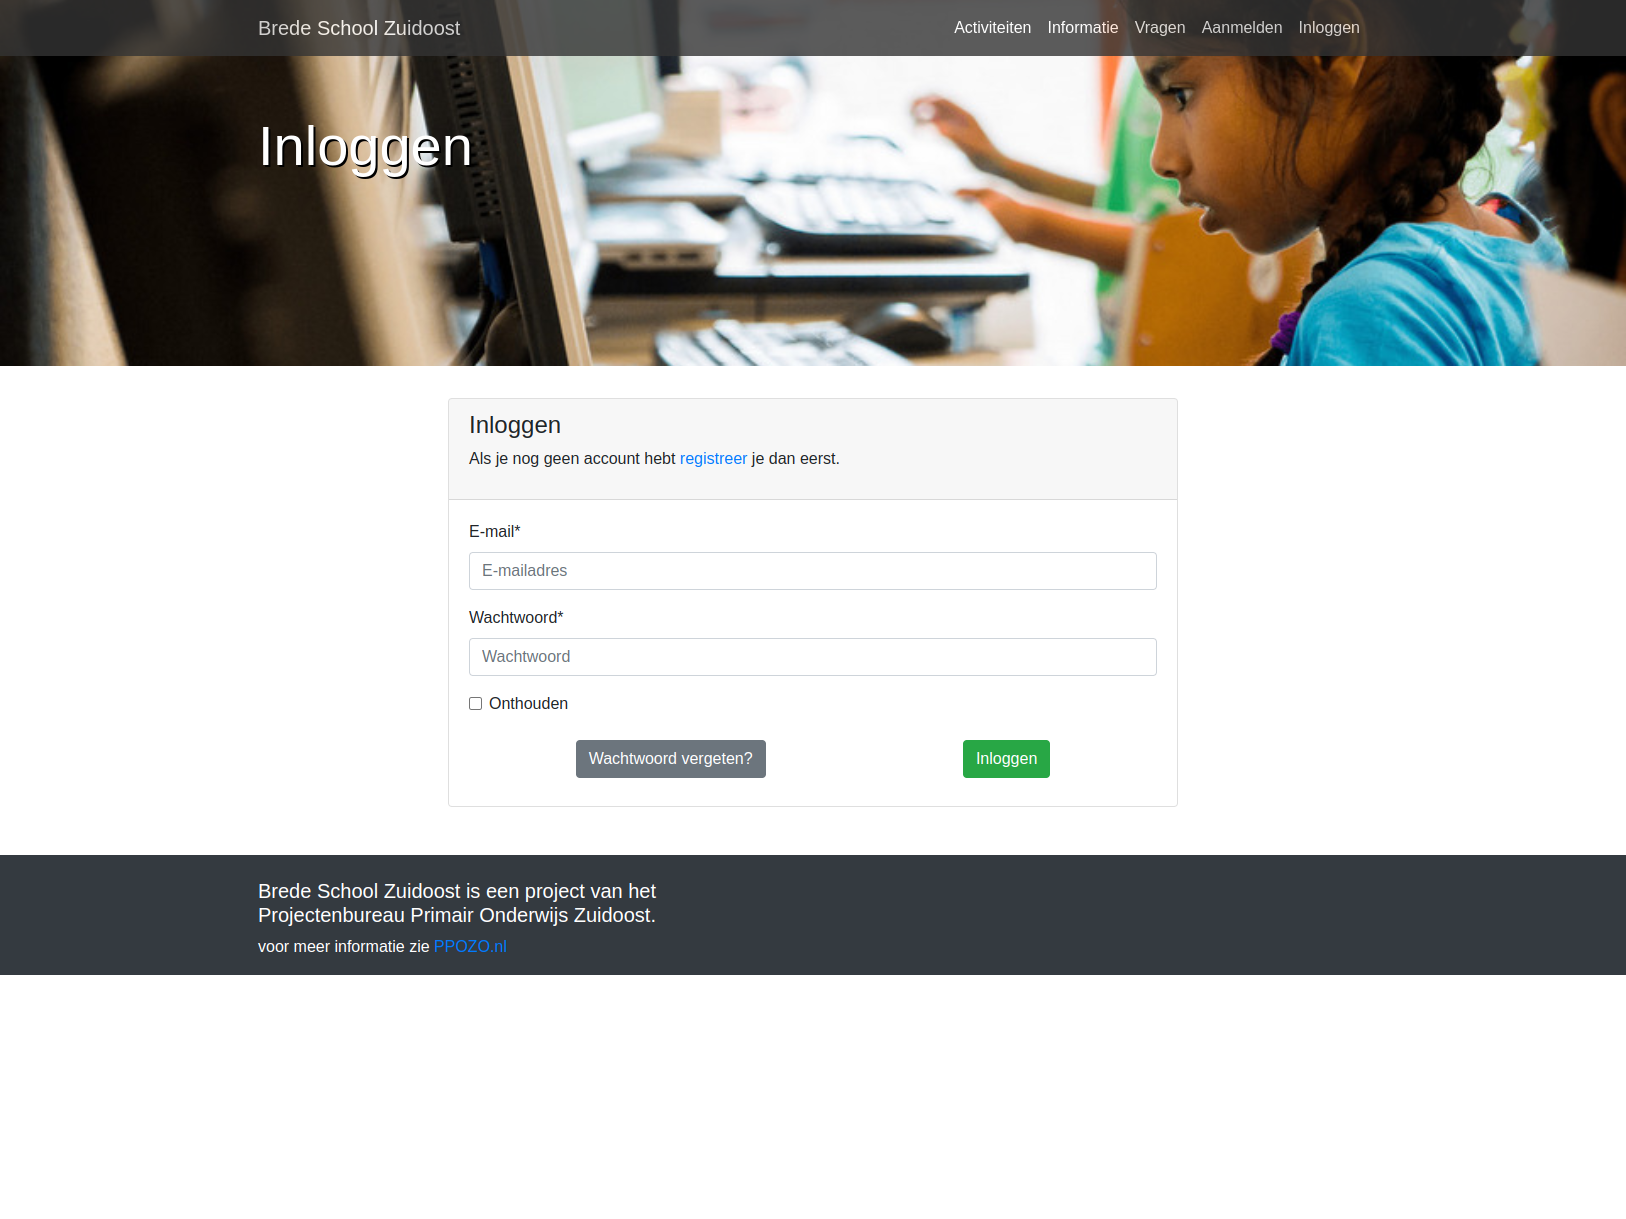 Brede School Zuidoost
Activiteiten Informatie Vragen Aanmelden Inloggen
Inloggen
Inloggen
Als je nog geen account hebt registreer je dan eerst.
E-mail*
E-mailadres
Wachtwoord*
Wachtwoord
Onthouden
Wachtwoord vergeten? Inloggen
Brede School Zuidoost is een project van het
Projectenbureau Primair Onderwijs Zuidoost.
voor meer informatie zie PPOZO.nl